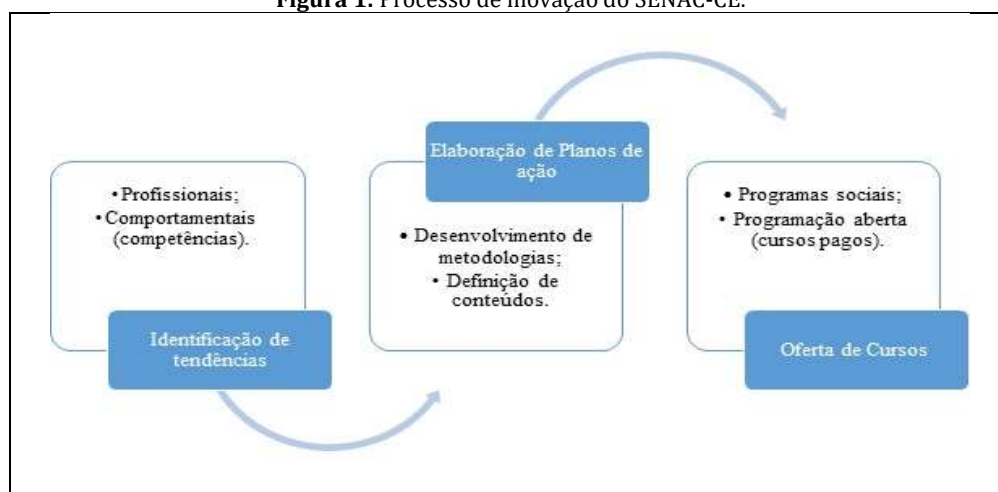 Figura 1. Processo de inovação do SENAC-CE.
• Profissionais;
• Comportamentais
(competências).
Identificação de
tendências
Elaboração de Planos de
ação
• Desenvolvimento de
metodologias;
• Definição de
conteúdos.
• Programas sociais;
• Programação aberta
(cursos pagos).
Oferta de Cursos